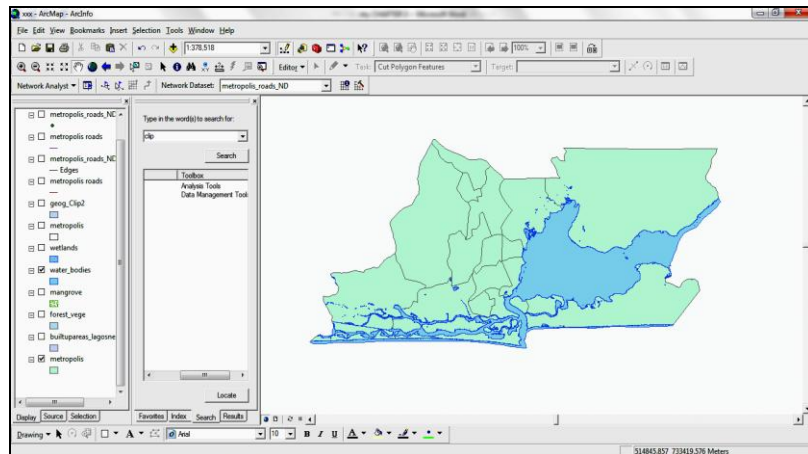 xxx - ArcMap - ArcInfo
File Edit View Bookmarks Insert Selection Tools Window Help
1:378,518
100%
Editor Task: Cut Polygon Features Target:
Network Analyst Network Dataset: metropolis_roads_ND
metropolis_roads_ND
metropolis roads
metropolis_roads_ND
Edges
metropolis roads
geog_Clip2
metropolis
wetlands
water_bodies
mangrove
forest_vege
builtupareas_lagosne
metropolis
Display Source Selection
Type in the word(s) to search for:
clip
Search
Toolbox
Analysis Tools
Data Management Tool
Locate
Favorites Index Search Results
Drawing A Arial 10 B I U A
514845.857 733419.576 Meters